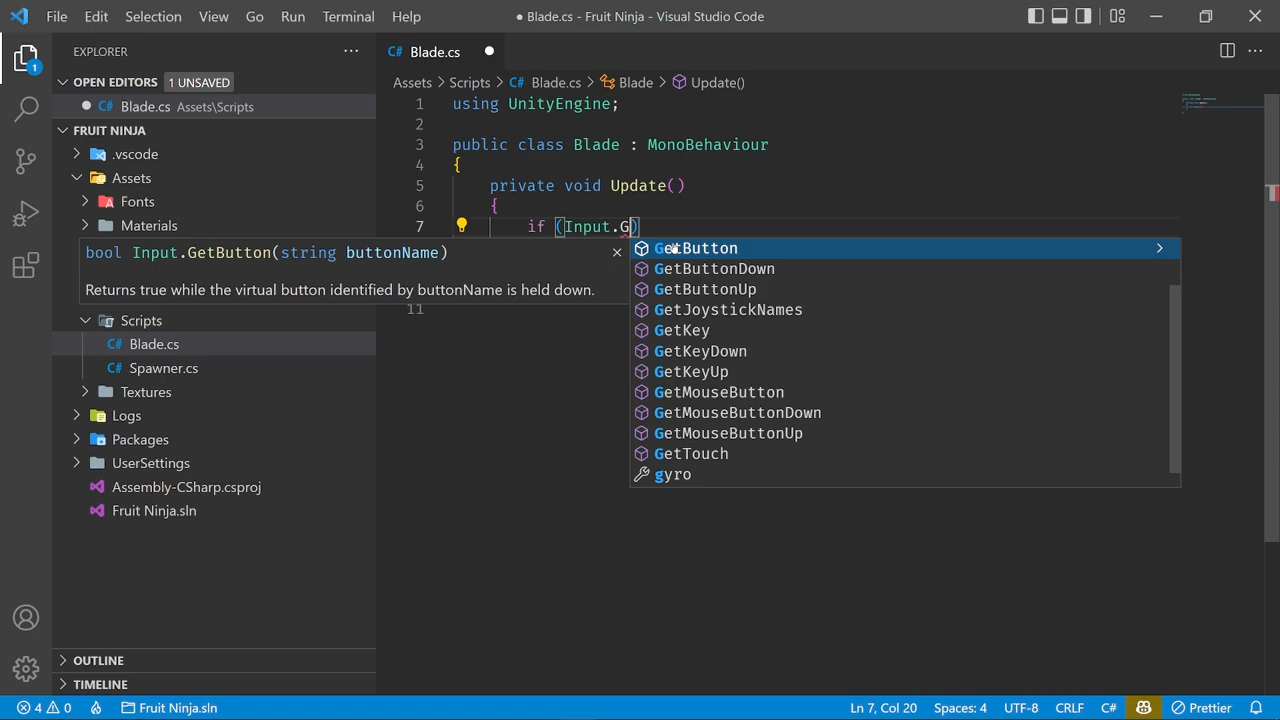 File Edit Selection View Go Run Terminal Help
● Blade.cs - Fruit Ninja - Visual Studio Code
EXPLORER
OPEN EDITORS 1 UNSAVED
Blade.cs Assets\Scripts
FRUIT NINJA
.vscode
Assets
Fonts
Materials
Scripts
Blade.cs
Spawner.cs
Textures
Logs
Packages
UserSettings
Assembly-CSharp.csproj
Fruit Ninja.sln
OUTLINE
TIMELINE
1
C# Blade.cs
Assets > Scripts > C# Blade.cs > Blade > Update()
1 using UnityEngine;
2
3 public class Blade : MonoBehaviour
4 {
5 private void Update()
6 {
7 if (Input.G)
11
bool Input.GetButton(string buttonName)
Returns true while the virtual button identified by buttonName is held down.
GetButton
GetButtonDown
GetButtonUp
GetJoystickNames
GetKey
GetKeyDown
GetKeyUp
GetMouseButton
GetMouseButtonDown
GetMouseButtonUp
GetTouch
gyro
4 0 Fruit Ninja.sln Ln 7, Col 20 Spaces: 4 UTF-8 CRLF C# Prettier